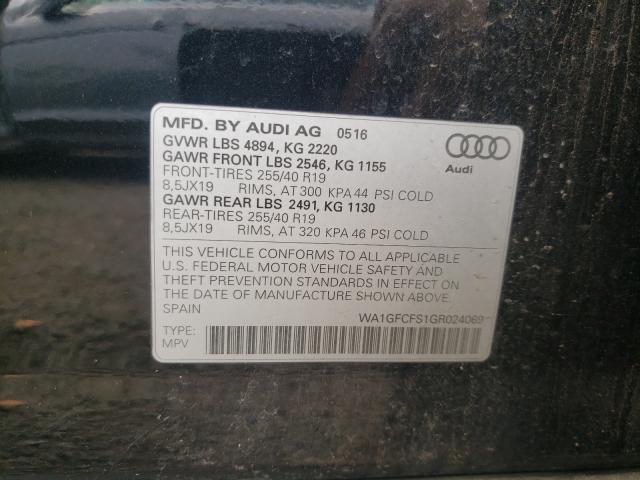 MFD. BY AUDI AG 0516
GVWR LBS 4894, KG 2220
GAWR FRONT LBS 2546, KG 1155
FRONT-TIRES 255/40 R19
8,5JX19 RIMS, AT 300 KPA 44 PSI COLD
GAWR REAR LBS 2491, KG 1130
REAR-TIRES 255/40 R19
8,5JX19 RIMS, AT 320 KPA 46 PSI COLD
Audi
THIS VEHICLE CONFORMS TO ALL APPLICABLE
U.S. FEDERAL MOTOR VEHICLE SAFETY AND
THEFT PREVENTION STANDARDS IN EFFECT ON
THE DATE OF MANUFACTURE SHOWN ABOVE.
SPAIN
WA1GFCFS1GR024069
TYPE:
MPV